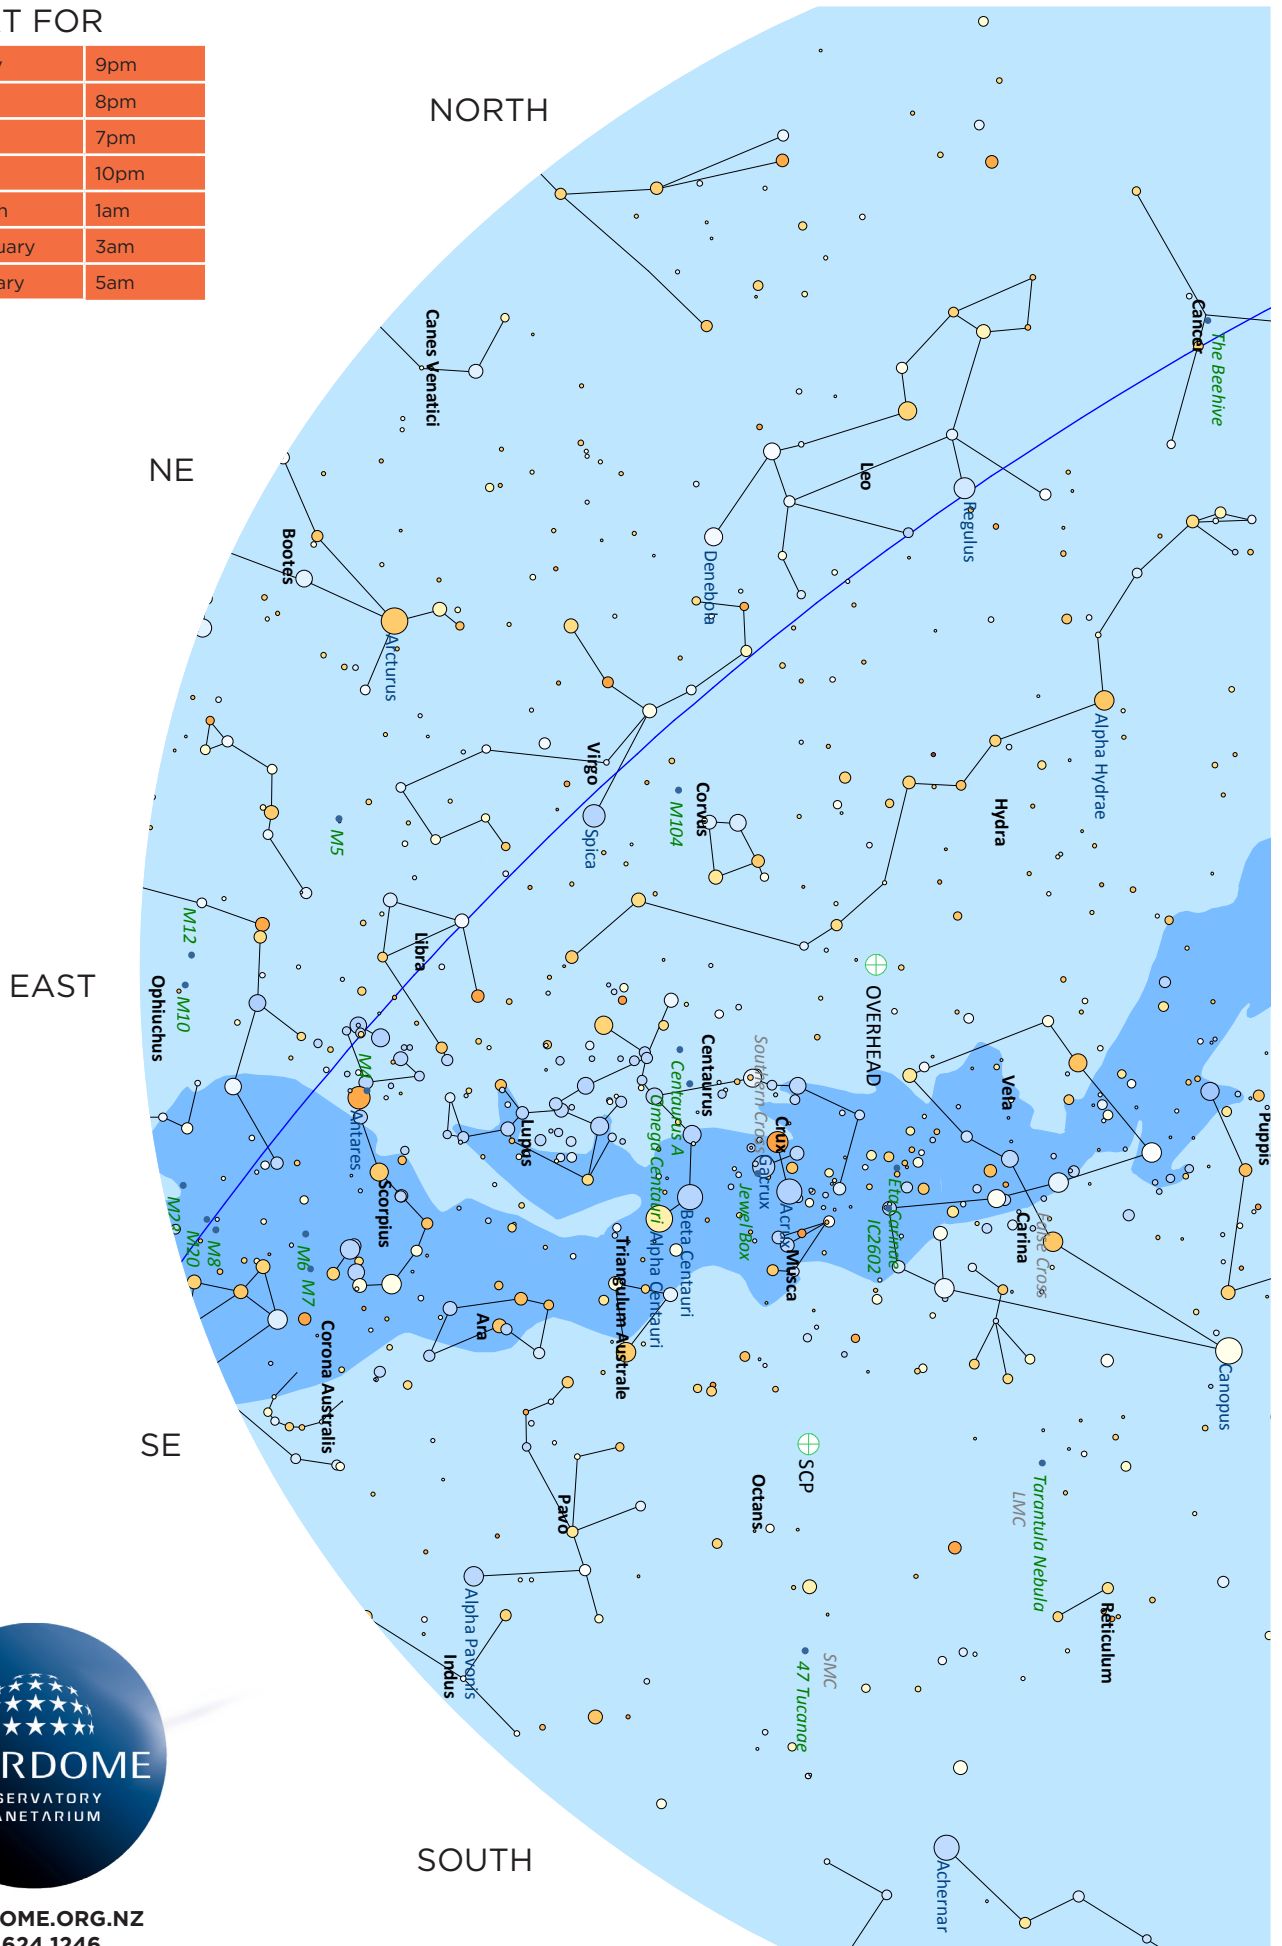 T FOR
9pm
8pm
7pm
10pm
1am
uary 3am
ary 5am
NORTH
NE
EAST
SE
SOUTH
Canes Venatici
Cancer
The Beehive
Leo
Regulus
Denebola
Bootes
Arcturus
Alpha Hydrae
Hydra
Virgo
Spica
Corvus
M104
M5
Libra
M12
M10
Ophiuchus
OVERHEAD
Centaurus
Centaurus A
Omega Centauri
Southern Cross
Crux
Gacrux
Acrux
Jewel Box
Musca
Vela
Puppis
Eta Carinae
IC2602
Carina
False Cross
Canopus
M4
Antares
Scorpius
Lupus
Beta Centauri
Alpha Centauri
Triangulum Australe
Ara
M20
M8
M6
M7
Corona Australis
SCP
Octans
Pavo
Alpha Pavonis
Indus
Tarantula Nebula
LMC
Reticulum
SMC
47 Tucanae
Achernar
RDOME
SERVATORY
ANETARIUM
OME.ORG.NZ
624 1246